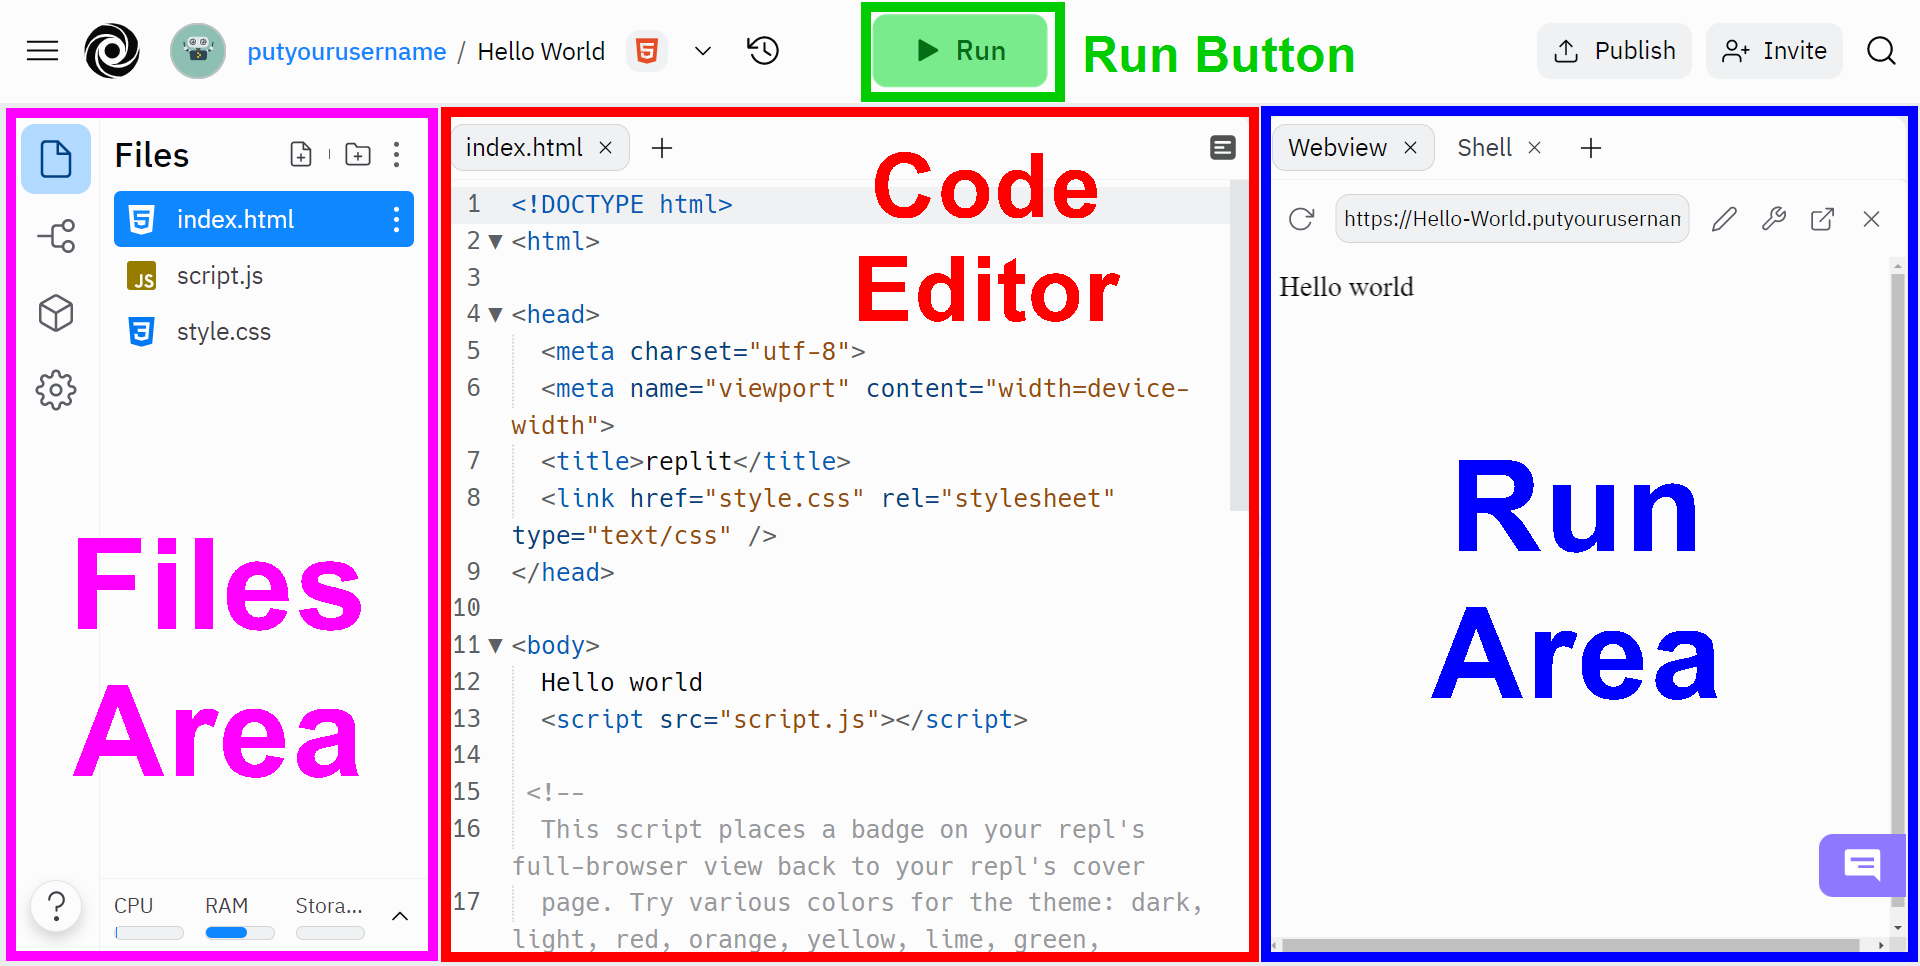 putyourusername / Hello World
Run
Run Button
Publish
Invite
Files
index.html
JS script.js
style.css
Files
Area
CPU RAM Stora...
?
index.html
Code
Editor
1 <!DOCTYPE html>
2 <html>
3
4 <head>
5 <meta charset="utf-8">
6 <meta name="viewport" content="width=device-
width">
7 <title>replit</title>
8 <link href="style.css" rel="stylesheet"
type="text/css" />
9 </head>
10
11 <body>
12 Hello world
13 <script src="script.js"></script>
14
15 <!--
16 This script places a badge on your repl's
full-browser view back to your repl's cover
17 page. Try various colors for the theme: dark,
light, red, orange, yellow, lime, green,
Webview
Shell
https://Hello-World.putyourusernam
Hello world
Run
Area